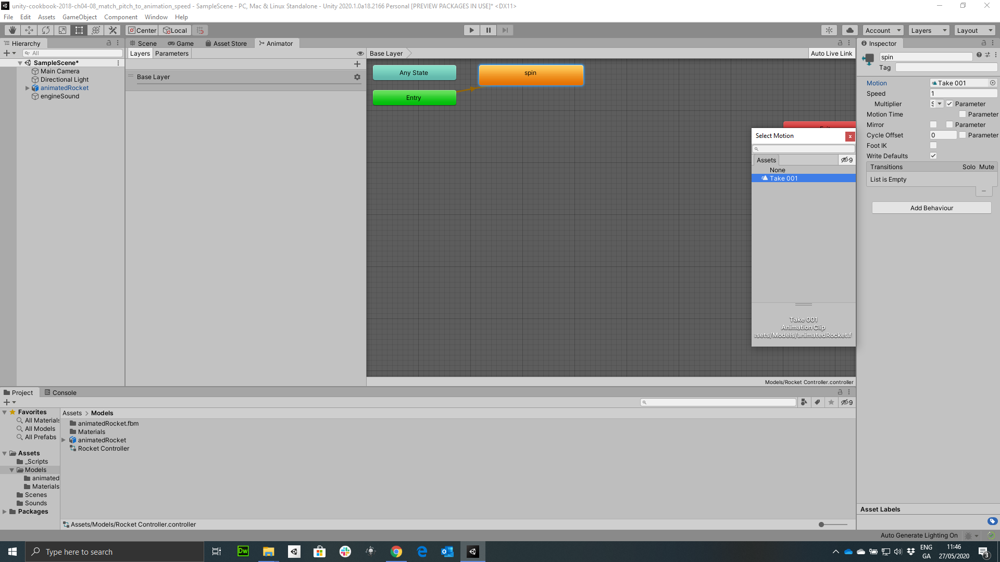 unity-cookbook-2018-ch04-08_match_pitch_to_animation_speed - SampleScene - PC, Mac & Linux Standalone - Unity 2020.1.0a18.2166 Personal [PREVIEW PACKAGES IN USE]* <DX11>
File Edit Assets GameObject Component Window Help
Center Local Account Layers Layout
Hierarchy
All
SampleScene*
Main Camera
Directional Light
animatedRocket
engineSound
Scene Game Asset Store Animator
Layers Parameters
Base Layer
Base Layer
Auto Live Link
Any State
spin
Entry
Select Motion
x
Assets
9
None
Take 001
Take 001
Animation Clip
ssets/Models/animatedRocket.f
Models/Rocket Controller.controller
Inspector
spin
Tag
Motion Take 001
Speed 1
Multiplier S Parameter
Motion Time Parameter
Mirror Parameter
Cycle Offset 0 Parameter
Foot IK
Write Defaults
Transitions Solo Mute
List is Empty
Add Behaviour
Asset Labels
Project Console
9
Favorites
All Materials
All Models
All Prefabs
Assets
_Scripts
Models
animated
Materials
Scenes
Sounds
Packages
Assets > Models
animatedRocket.fbm
Materials
animatedRocket
Rocket Controller
Assets/Models/Rocket Controller.controller
Auto Generate Lighting On
Type here to search
Dw
ENG
GA
11:46
27/05/2020
3